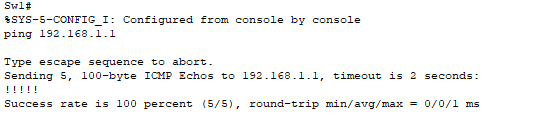 Sw1#
%SYS-5-CONFIG_I: Configured from console by console
ping 192.168.1.1

Type escape sequence to abort.
Sending 5, 100-byte ICMP Echos to 192.168.1.1, timeout is 2 seconds:
!!!!!
Success rate is 100 percent (5/5), round-trip min/avg/max = 0/0/1 ms